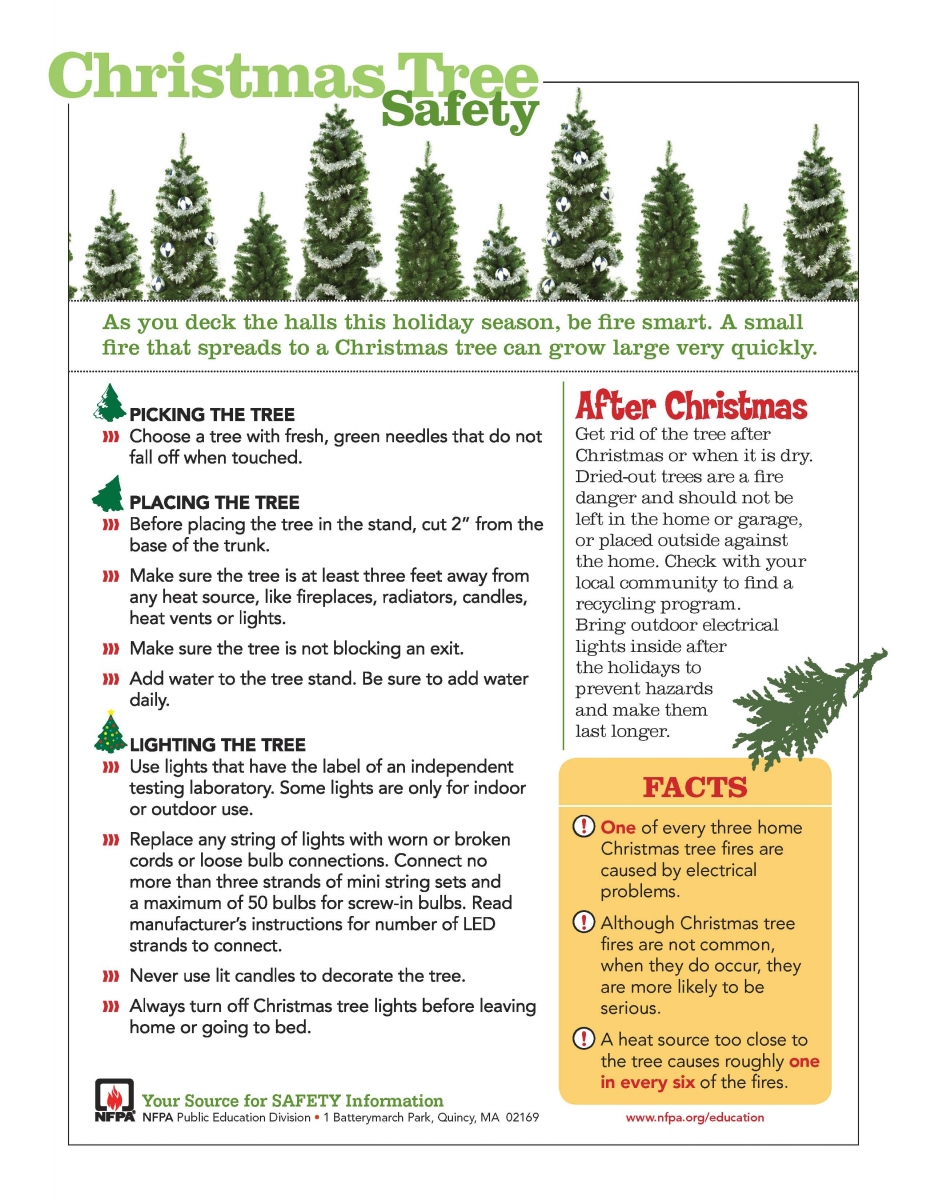 Christmas Tree
Safety
As you deck the halls this holiday season, be fire smart. A small
fire that spreads to a Christmas tree can grow large very quickly.
PICKING THE TREE
Choose a tree with fresh, green needles that do not
fall off when touched.
PLACING THE TREE
Before placing the tree in the stand, cut 2” from the
base of the trunk.
Make sure the tree is at least three feet away from
any heat source, like fireplaces, radiators, candles,
heat vents or lights.
Make sure the tree is not blocking an exit.
Add water to the tree stand. Be sure to add water
daily.
LIGHTING THE TREE
Use lights that have the label of an independent
testing laboratory. Some lights are only for indoor
or outdoor use.
Replace any string of lights with worn or broken
cords or loose bulb connections. Connect no
more than three strands of mini string sets and
a maximum of 50 bulbs for screw-in bulbs. Read
manufacturer’s instructions for number of LED
strands to connect.
Never use lit candles to decorate the tree.
Always turn off Christmas tree lights before leaving
home or going to bed.
After Christmas
Get rid of the tree after
Christmas or when it is dry.
Dried-out trees are a fire
danger and should not be
left in the home or garage,
or placed outside against
the home. Check with your
local community to find a
recycling program.
Bring outdoor electrical
lights inside after
the holidays to
prevent hazards
and make them
last longer.
FACTS
One of every three home
Christmas tree fires are
caused by electrical
problems.
Although Christmas tree
fires are not common,
when they do occur, they
are more likely to be
serious.
A heat source too close to
the tree causes roughly one
in every six of the fires.
NFPA
Your Source for SAFETY Information
NFPA Public Education Division • 1 Batterymarch Park, Quincy, MA 02169
www.nfpa.org/education